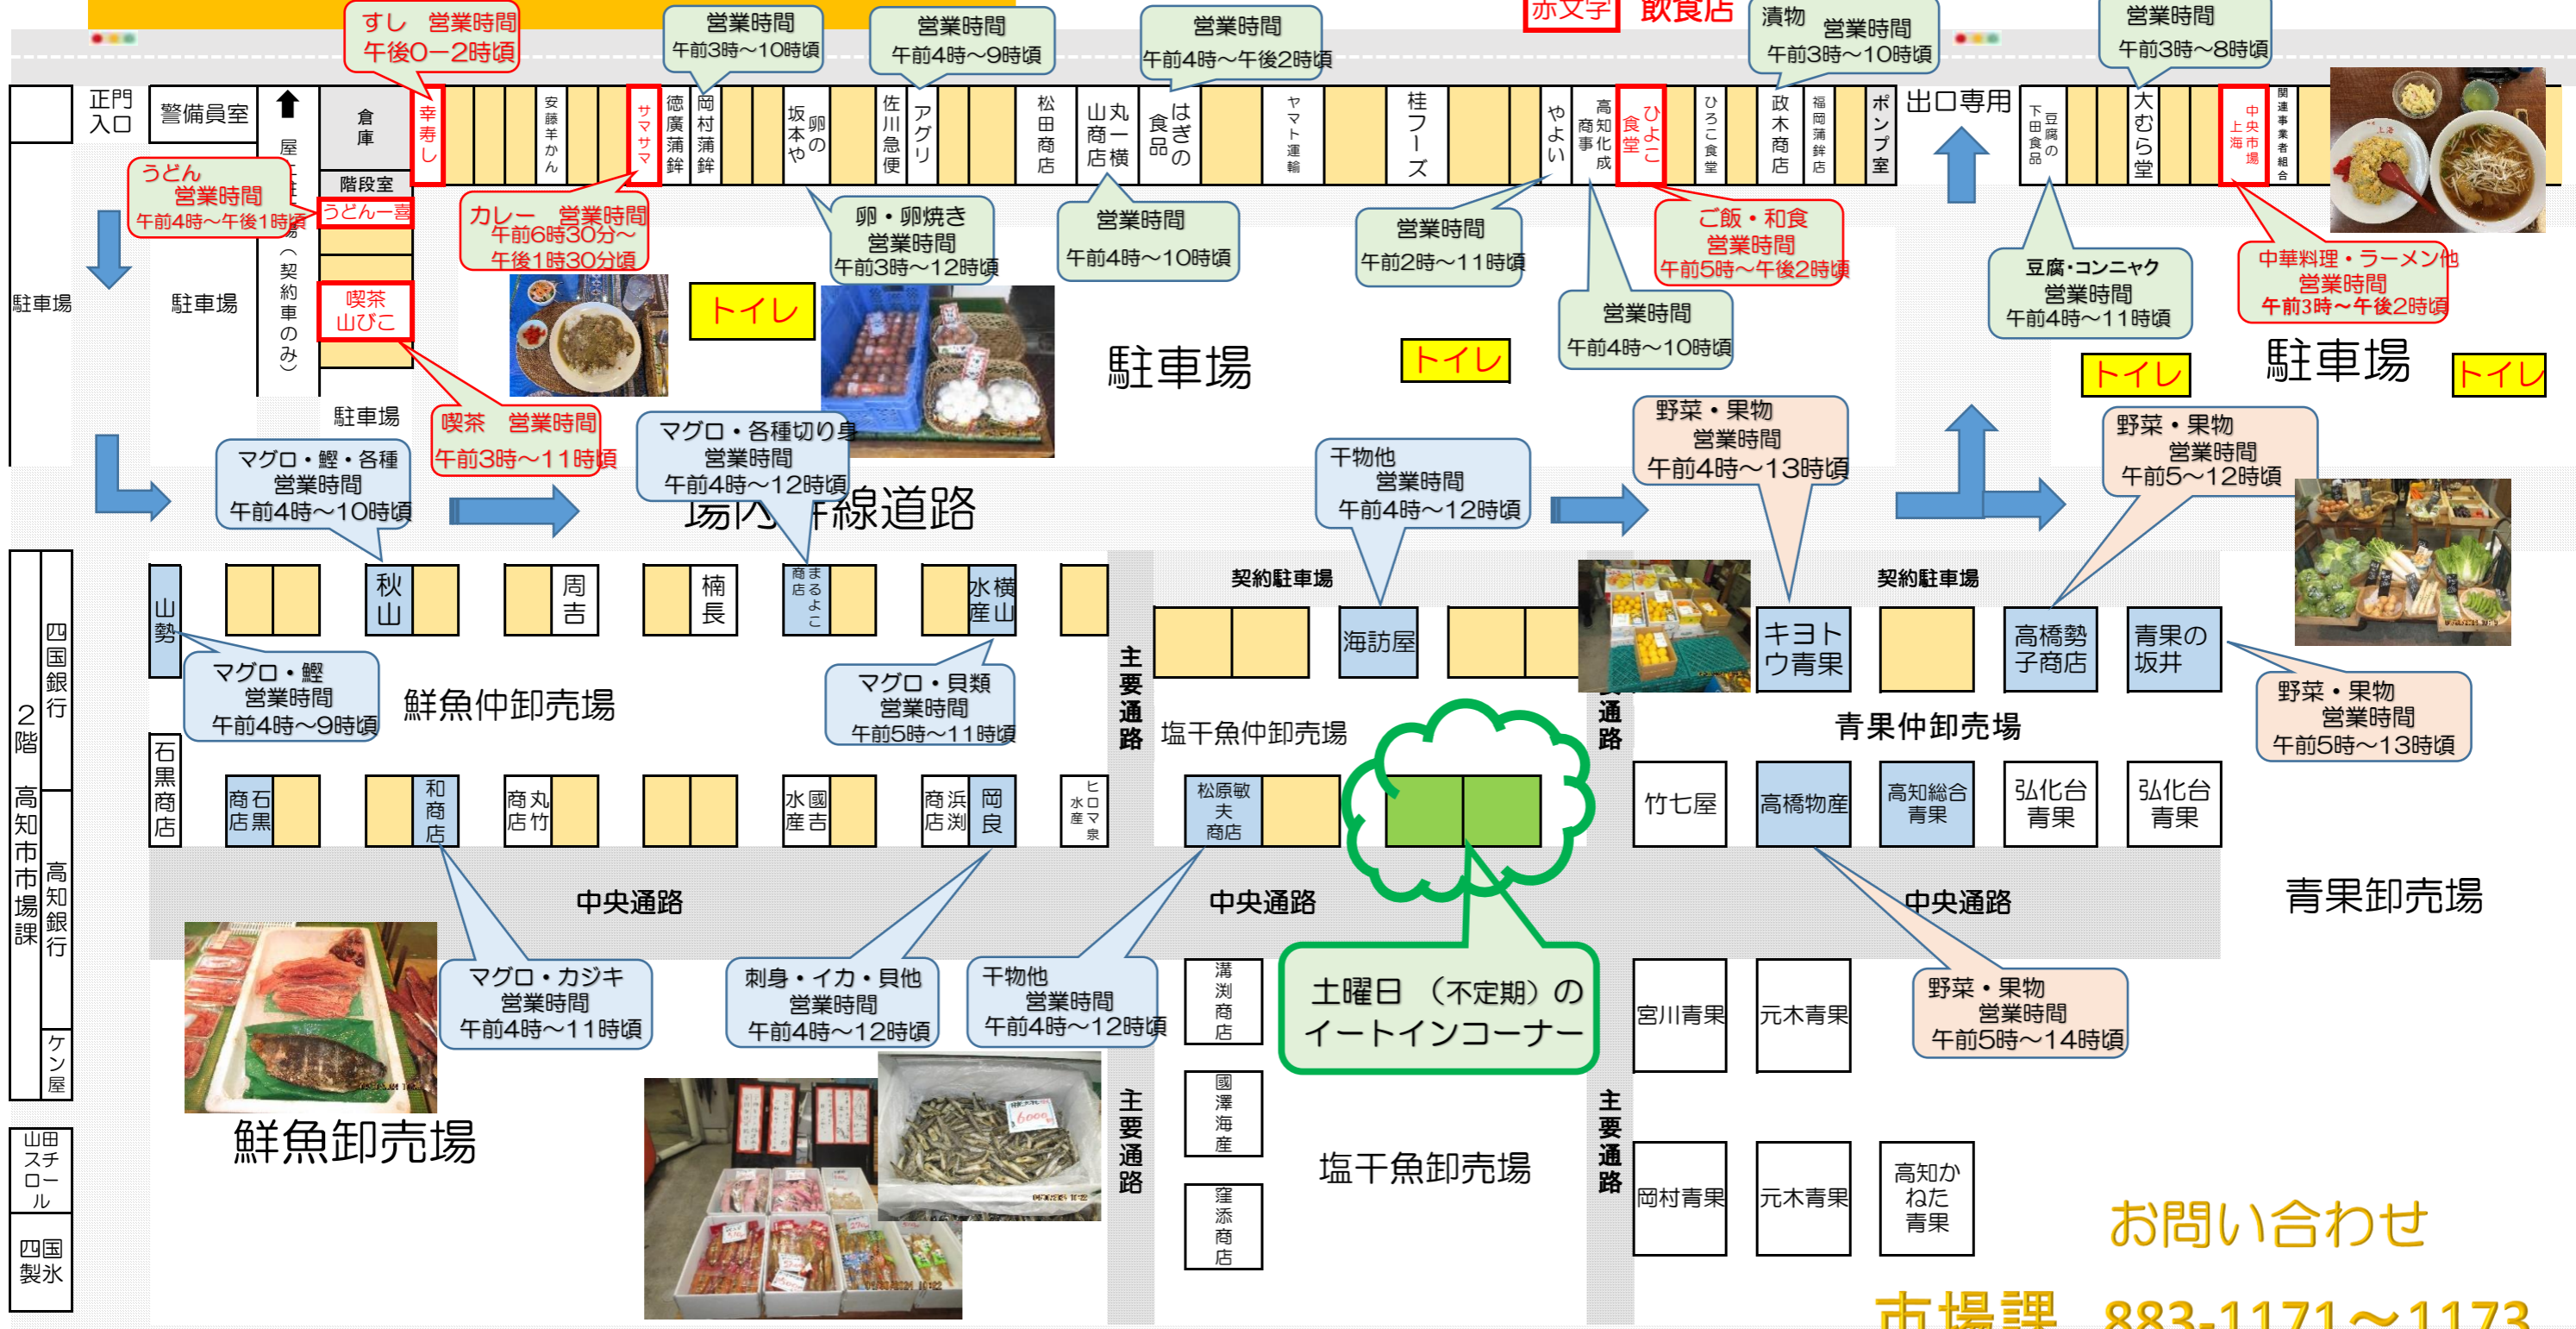 赤文字 飲食店
すし 営業時間
午後0ー2時頃
営業時間
午前3時～10時頃
営業時間
午前4時～9時頃
営業時間
午前4時～午後2時頃
漬物 営業時間
午前3時～10時頃
営業時間
午前3時～8時頃
正門
入口
警備員室
倉庫
階段室
幸寿し
安藤羊かん
ササママ
徳廣蒲鉾
岡村蒲鉾
卵の
坂本や
佐川急便
アグリ
松田商店
丸一横
山商店
はぎの
食品
ヤマト運輸
桂フーズ
やよい
高知化成
商事
ひよこ
食堂
ひろこ食堂
政木商店
福岡蒲鉾店
ポンプ室
出口専用
豆腐の
下田食品
大むら堂
中央市場
上海
関連事業者組合
うどん
営業時間
午前4時～午後1時頃
うどん一喜
（契約車のみ）
喫茶
山びこ
カレー 営業時間
午前6時30分～
午後1時30分頃
卵・卵焼き
営業時間
午前3時～12時頃
営業時間
午前4時～10時頃
営業時間
午前2時～11時頃
営業時間
午前4時～10時頃
ご飯・和食
営業時間
午前5時～午後2時頃
豆腐・コンニャク
営業時間
午前4時～11時頃
中華料理・ラーメン他
営業時間
午前3時～午後2時頃
駐車場
駐車場
駐車場
駐車場
駐車場
トイレ
トイレ
トイレ
トイレ
喫茶 営業時間
午前3時～11時頃
マグロ・鰹・各種
営業時間
午前4時～10時頃
マグロ・各種切り身
営業時間
午前4時～12時頃
干物他
営業時間
午前4時～12時頃
野菜・果物
営業時間
午前4時～13時頃
野菜・果物
営業時間
午前5～12時頃
場内幹線道路
契約駐車場
契約駐車場
山勢
秋山
周吉
楠長
まるよこ
商店
横山
水産
海訪屋
キヨト
ウ青果
高橋勢
子商店
青果の
坂井
マグロ・鰹
営業時間
午前4時～9時頃
鮮魚仲卸売場
マグロ・貝類
営業時間
午前5時～11時頃
主要通路
塩干魚仲卸売場
要通路
青果仲卸売場
野菜・果物
営業時間
午前5時～13時頃
2階 高知市市場課
四国銀行
高知銀行
ケン屋
石黒商店
石黒
商店
和商店
丸竹
商店
國吉
水産
浜渕
商店
岡良
ヒロマ泉
水産
松原敏
夫
商店
竹七屋
高橋物産
高知総合
青果
弘化台
青果
弘化台
青果
中央通路
中央通路
中央通路
青果卸売場
マグロ・カジキ
営業時間
午前4時～11時頃
刺身・イカ・貝他
営業時間
午前4時～12時頃
干物他
営業時間
午前4時～12時頃
溝渕商店
國澤海産
窪添商店
土曜日 （不定期）の
イートインコーナー
宮川青果
元木青果
野菜・果物
営業時間
午前5時～14時頃
鮮魚卸売場
主要通路
塩干魚卸売場
主要通路
岡村青果
元木青果
高知か
ねた
青果
山田
スチ
ロー
ル
四国
製氷
6000
お問い合わせ
市場課 883-1171～1173